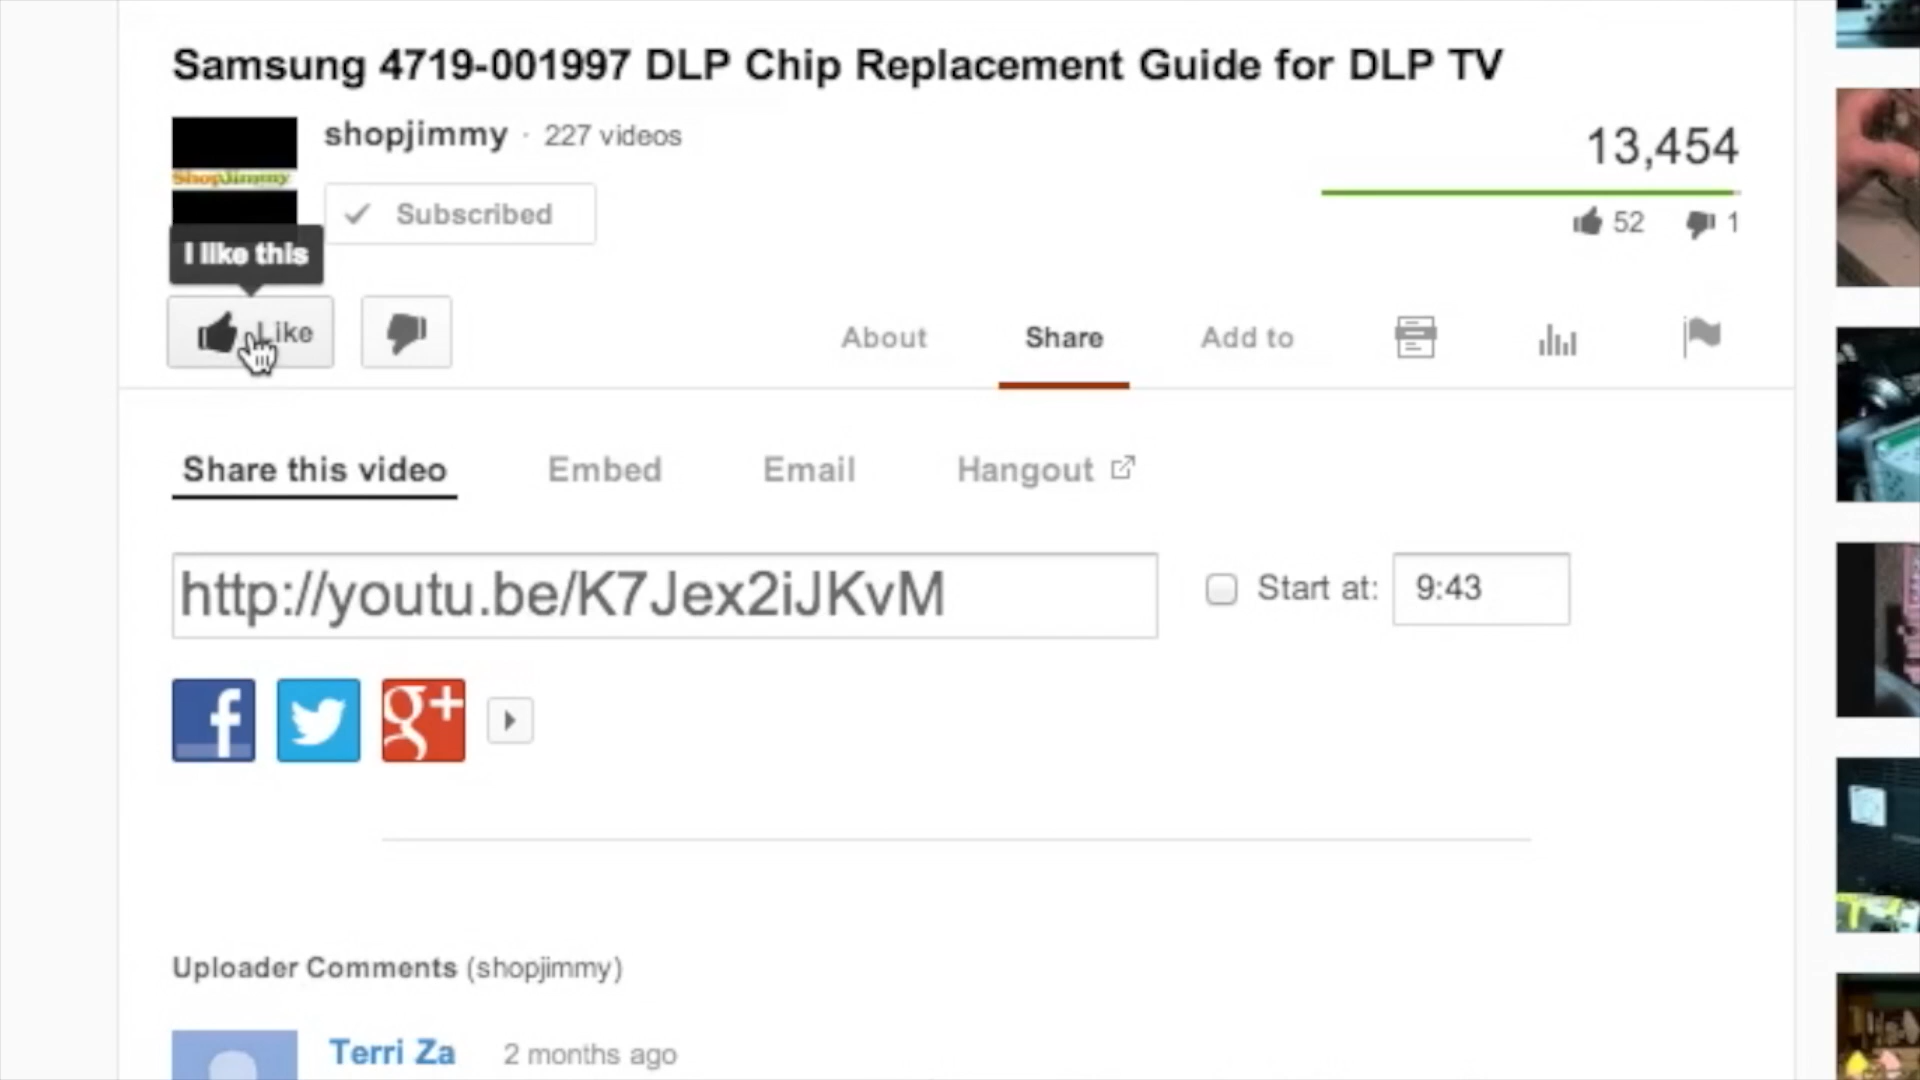 Samsung 4719-001997 DLP Chip Replacement Guide for DLP TV
shopjimmy · 227 videos
13,454
ShopJimmy
Subscribed
52 1
I like this
Like
About Share Add to
Share this video Embed Email Hangout
http://youtu.be/K7Jex2iJKvM Start at: 9:43
f g+
Uploader Comments (shopjimmy)
Terri Za 2 months ago